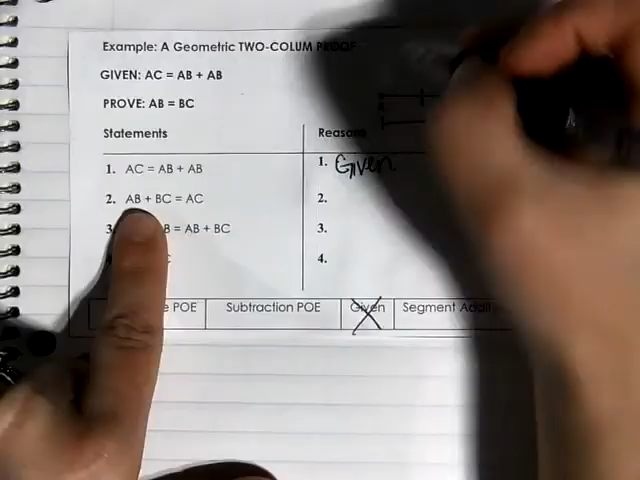 Example: A Geometric TWO-COLUM PROOF
GIVEN: AC = AB + AB
PROVE: AB = BC
Statements Reasons
1. AC = AB + AB 1. Given
2. AB + BC = AC 2.
3 B = AB + BC 3.
C 4.
POE Subtraction POE Given Segment